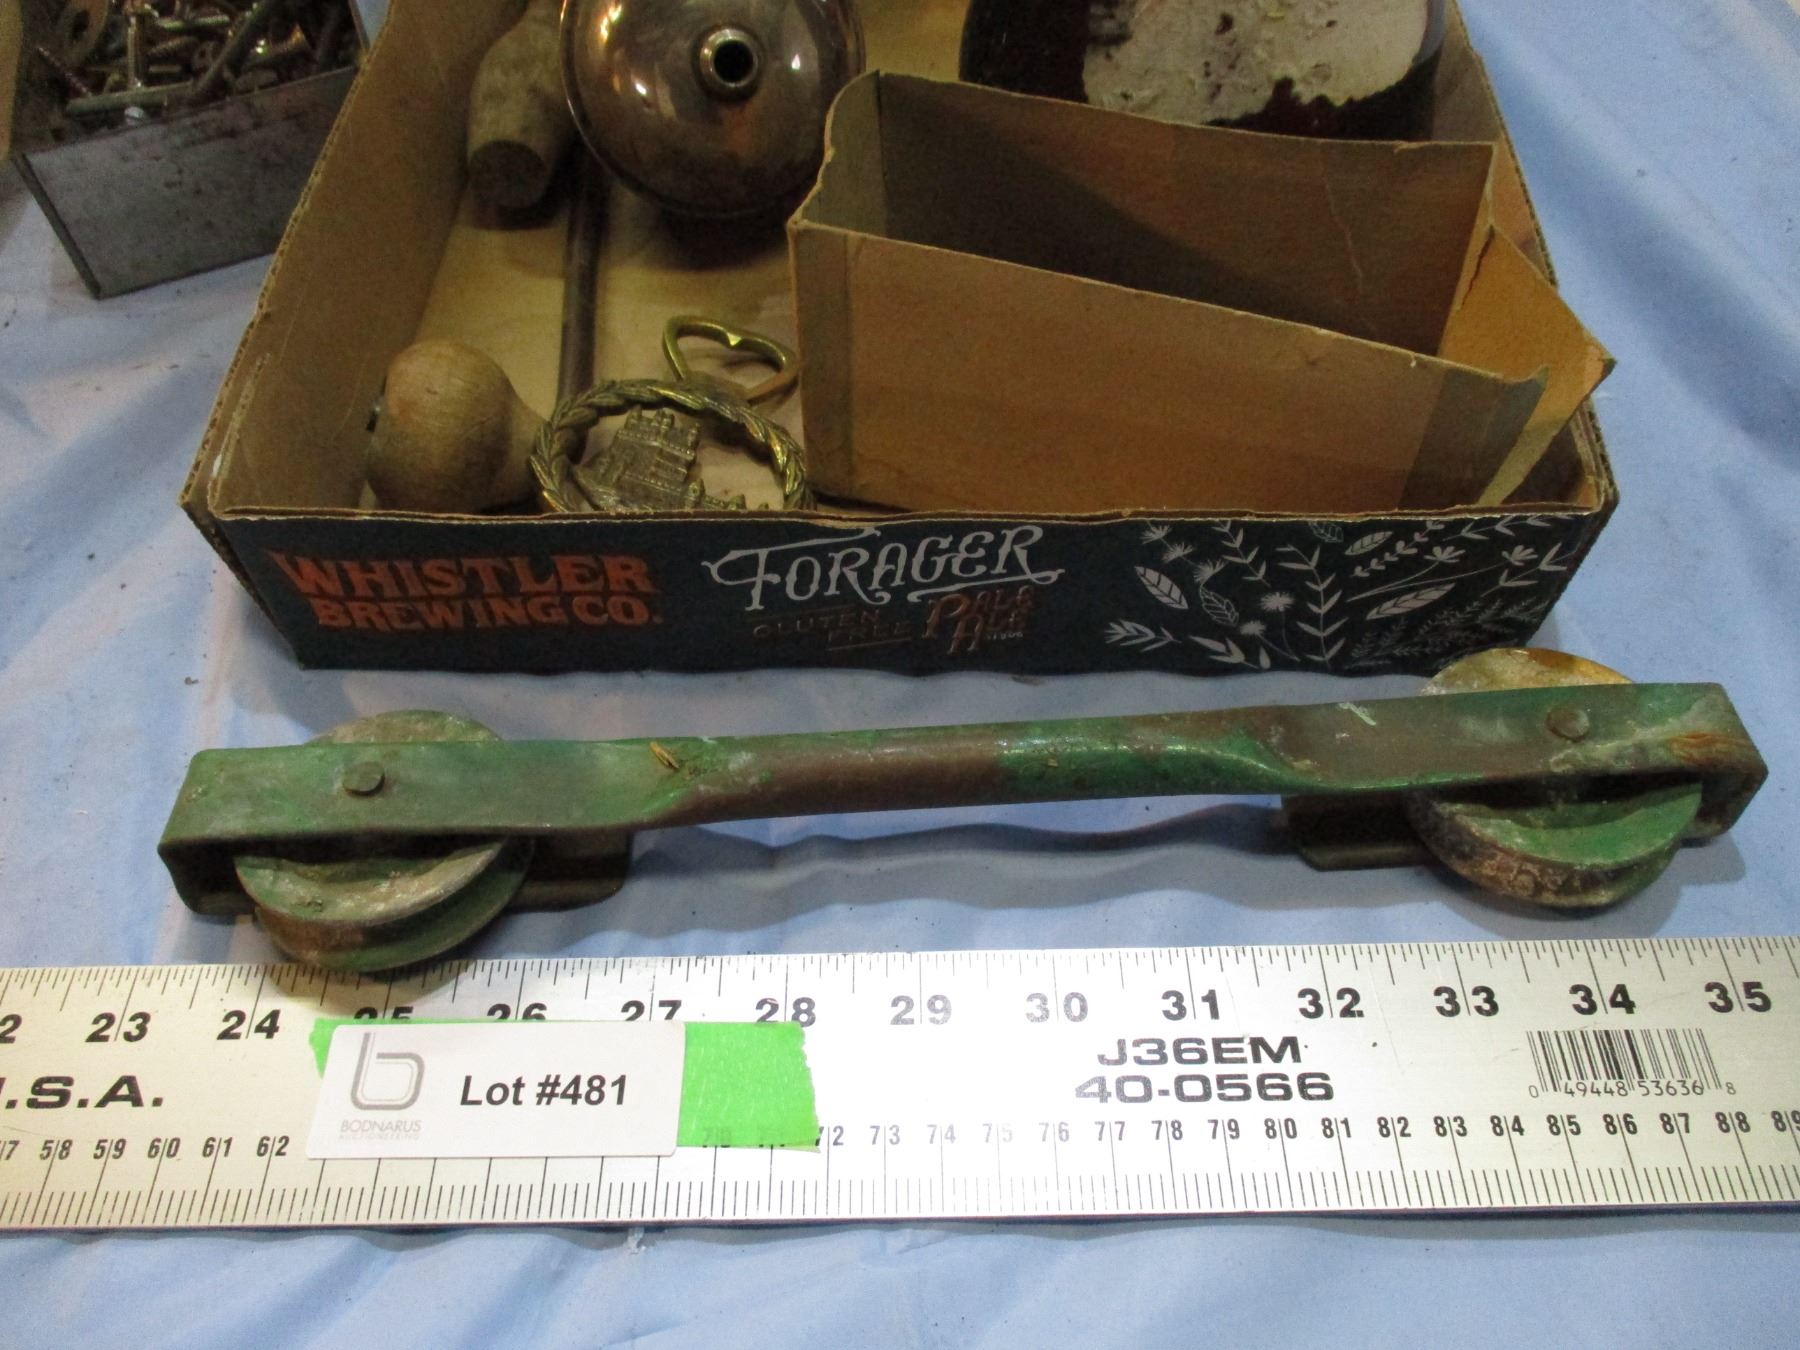 WHISTLER
BREWING CO.
FORAGER
GLUTEN
FREE
PALE
ALE
23 24 25 26 27 28 29 30 31 32 33 34 35
.S.A.
J36EM
40-0566
0 49448 53636 8
Lot #481
BODNARUS
AUCTIONEERING
58 59 60 61 62 72 73 74 75 76 77 78 79 80 81 82 83 84 85 86 87 88 89